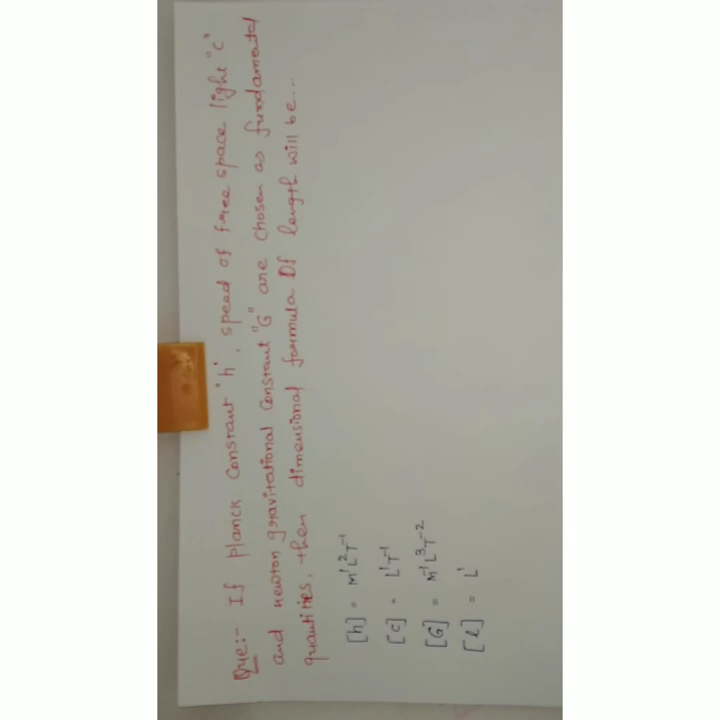 Que:- If planck constant 'h', speed of free space light "c"
and newton gravitational constant "G" are chosen as fundamental
quantities, then dimensional formula Of length will be...
[h] = M¹L²T⁻¹
[c] = L¹T⁻¹
[G] = M⁻¹L³T⁻²
[l] = L¹